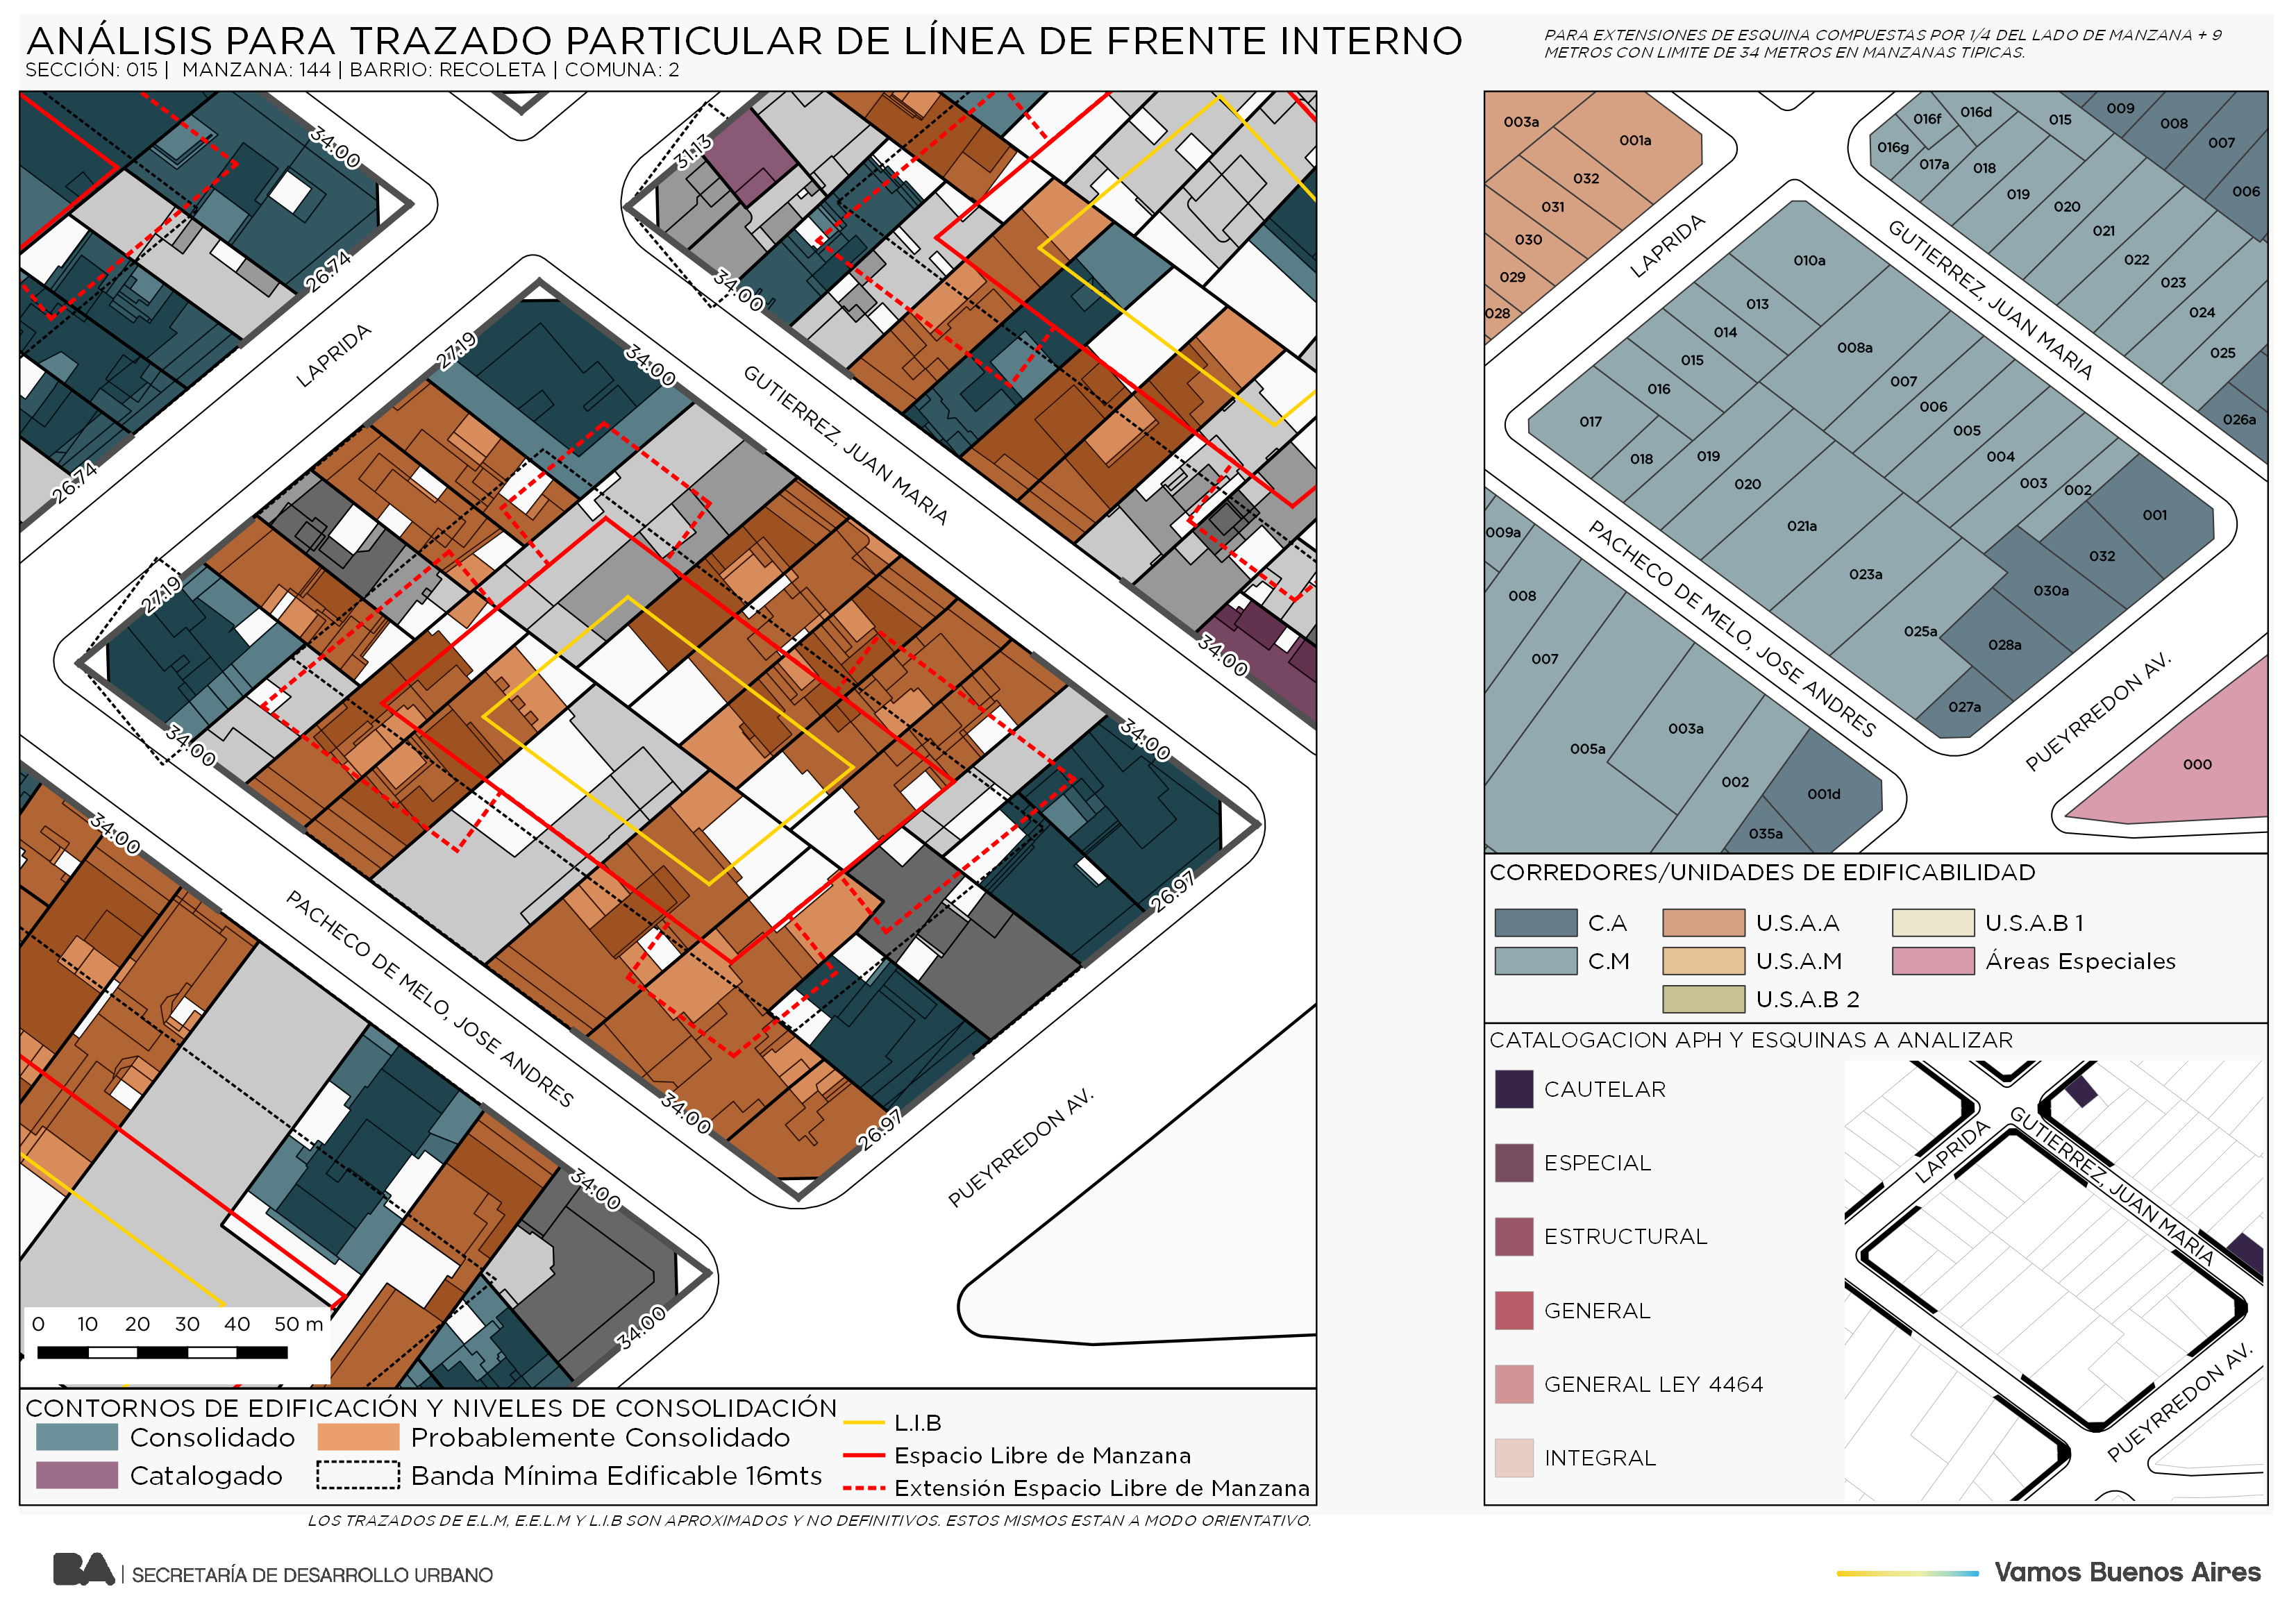 ANÁLISIS PARA TRAZADO PARTICULAR DE LÍNEA DE FRENTE INTERNO
SECCIÓN: 015 | MANZANA: 144 | BARRIO: RECOLETA | COMUNA: 2
PARA EXTENSIONES DE ESQUINA COMPUESTAS POR 1/4 DEL LADO DE MANZANA + 9
METROS CON LIMITE DE 34 METROS EN MANZANAS TIPICAS.
34.00
31.13
26.74
34.00
LAPRIDA
27.19
34.00
GUTIERREZ, JUAN MARIA
26.74
27.19
34.00
34.00
34.00
34.00
26.97
PACHECO DE MELO, JOSE ANDRES
34.00
26.97
PUEYRREDON AV.
34.00
34.00
0 10 20 30 40 50 m
CONTORNOS DE EDIFICACIÓN Y NIVELES DE CONSOLIDACIÓN
Consolidado
Probablemente Consolidado
Catalogado
Banda Mínima Edificable 16mts
L.I.B
Espacio Libre de Manzana
Extensión Espacio Libre de Manzana
LOS TRAZADOS DE E.L.M, E.E.L.M Y L.I.B SON APROXIMADOS Y NO DEFINITIVOS. ESTOS MISMOS ESTAN A MODO ORIENTATIVO.
003a
001a
032
031
030
029
028
LAPRIDA
016f
016d
015
009
008
007
006
016g
017a
018
019
020
021
022
023
024
025
026a
GUTIERREZ, JUAN MARIA
010a
013
014
015
016
017
018
019
020
008a
007
006
005
004
003
002
001
032
030a
028a
027a
021a
023a
025a
PACHECO DE MELO, JOSE ANDRES
PUEYRREDON AV.
009a
008
007
005a
003a
002
001d
035a
000
CORREDORES/UNIDADES DE EDIFICABILIDAD
C.A
U.S.A.A
U.S.A.B 1
C.M
U.S.A.M
Áreas Especiales
U.S.A.B 2
CATALOGACION APH Y ESQUINAS A ANALIZAR
CAUTELAR
ESPECIAL
ESTRUCTURAL
GENERAL
GENERAL LEY 4464
INTEGRAL
LAPRIDA
GUTIERREZ, JUAN MARIA
PUEYRREDON AV.
BA | SECRETARÍA DE DESARROLLO URBANO
Vamos Buenos Aires